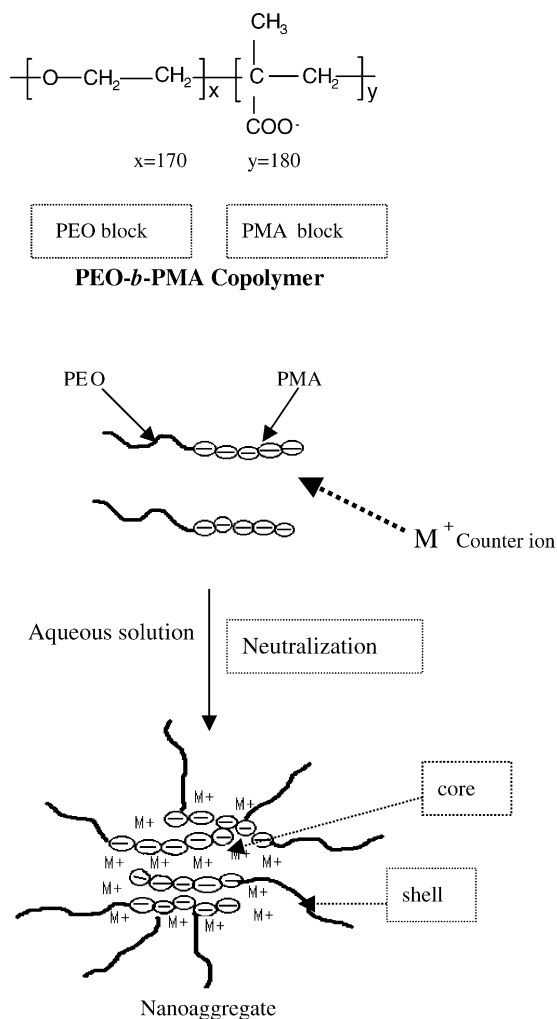 CH3
[ O — CH2 — CH2 ]x [ C — CH2 ]y
COO-
x=170 y=180
PEO block PMA block
PEO-b-PMA Copolymer
PEO PMA
M+ Counter ion
Aqueous solution Neutralization
M+
M+ M+
core
M+ M+ M+ M+ M+
M+ M+
shell
M+ M+ M+
Nanoaggregate